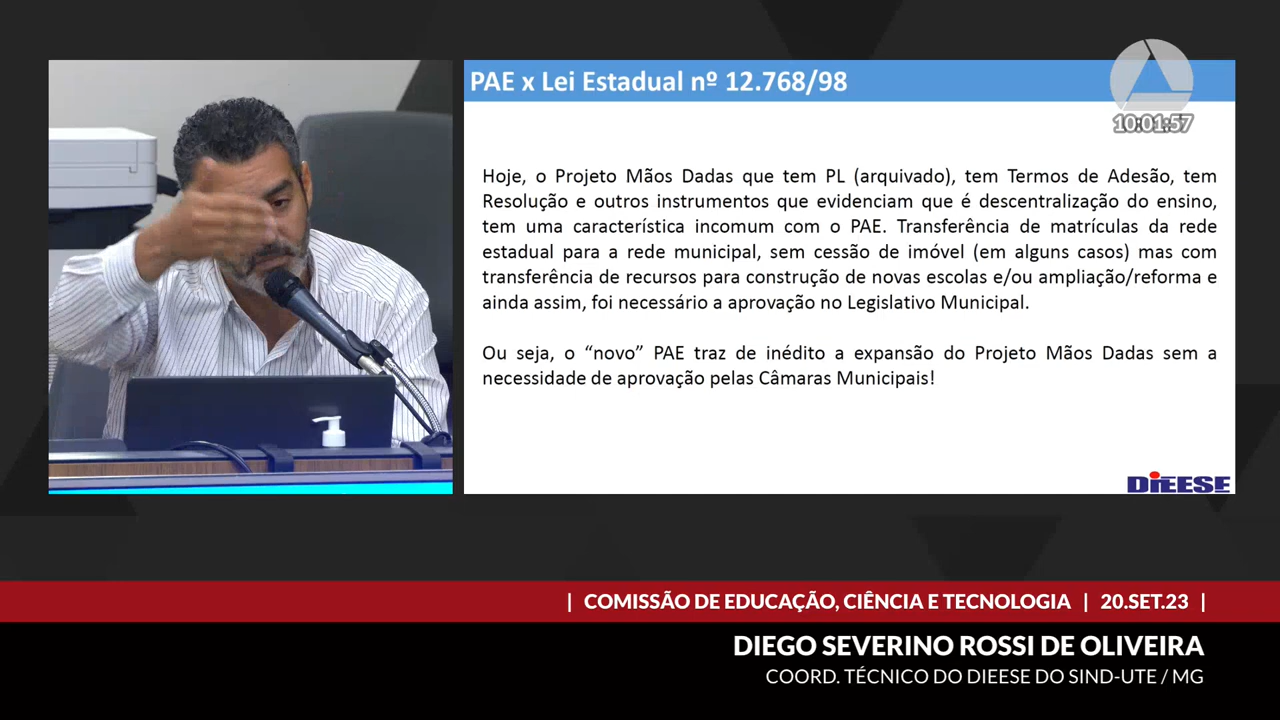 PAE x Lei Estadual nº 12.768/98
10:01:57
Hoje, o Projeto Mãos Dadas que tem PL (arquivado), tem Termos de Adesão, tem
Resolução e outros instrumentos que evidenciam que é descentralização do ensino,
tem uma característica incomum com o PAE. Transferência de matrículas da rede
estadual para a rede municipal, sem cessão de imóvel (em alguns casos) mas com
transferência de recursos para construção de novas escolas e/ou ampliação/reforma e
ainda assim, foi necessário a aprovação no Legislativo Municipal.
Ou seja, o “novo” PAE traz de inédito a expansão do Projeto Mãos Dadas sem a
necessidade de aprovação pelas Câmaras Municipais!
DIEESE
| COMISSÃO DE EDUCAÇÃO, CIÊNCIA E TECNOLOGIA | 20.SET.23 |
DIEGO SEVERINO ROSSI DE OLIVEIRA
COORD. TÉCNICO DO DIEESE DO SIND-UTE / MG